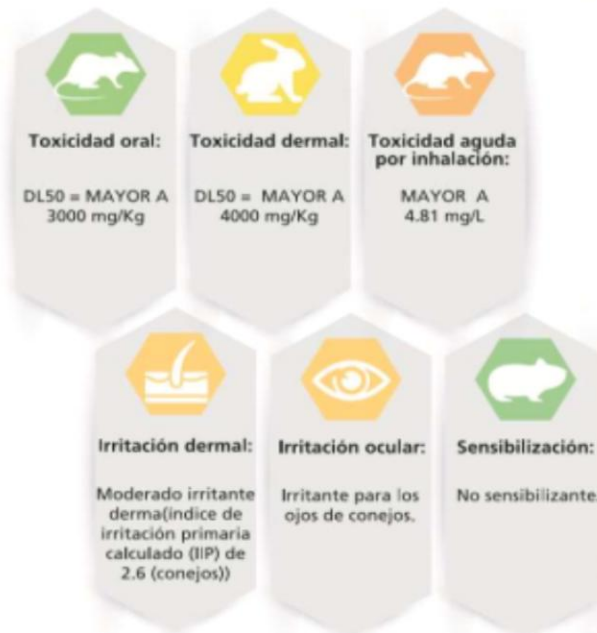 Toxicidad oral:
DL50 = MAYOR A
3000 mg/Kg
Toxicidad dermal:
DL50 = MAYOR A
4000 mg/Kg
Toxicidad aguda
por inhalación:
MAYOR A
4.81 mg/L
Irritación dermal:
Moderado irritante
derma(indice de
irritación primaria
calculado (IIP) de
2.6 (conejos))
Irritación ocular:
Irritante para los
ojos de conejos.
Sensibilización:
No sensibilizante